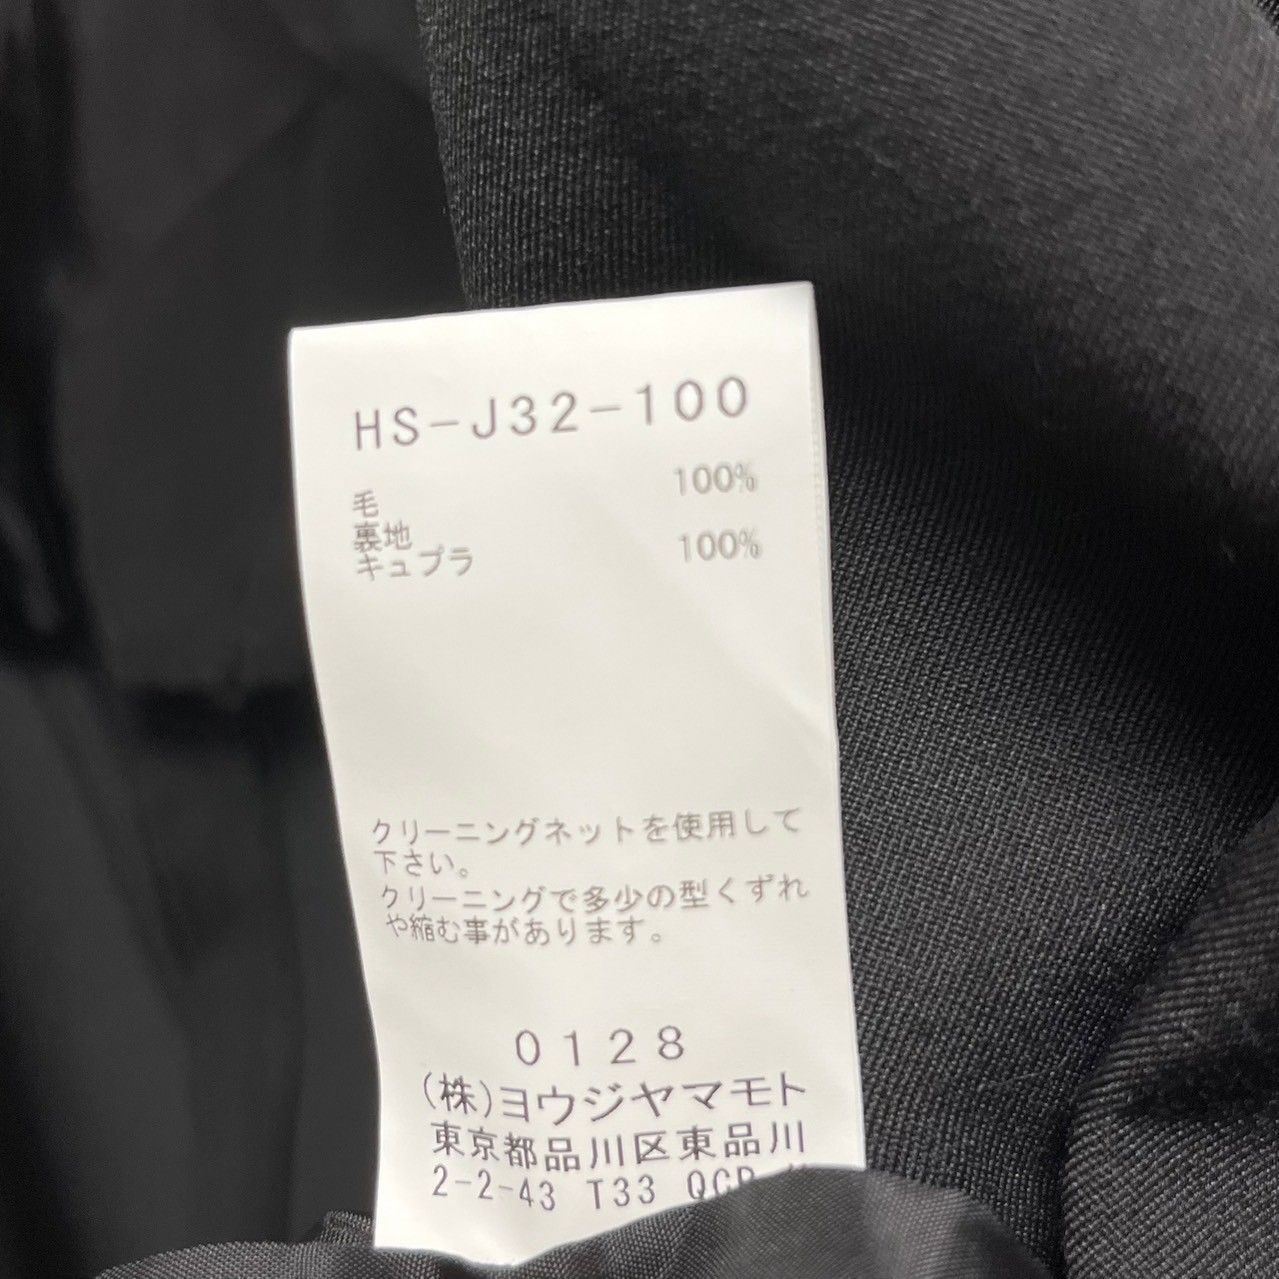 HS-J32-100
毛 100%
裏地
キュプラ 100%
クリーニングネットを使用して
下さい。
クリーニングで多少の型くずれ
や縮む事があります。
0128
(株)ヨウジヤマモト
東京都品川区東品川
2-2-43 T33